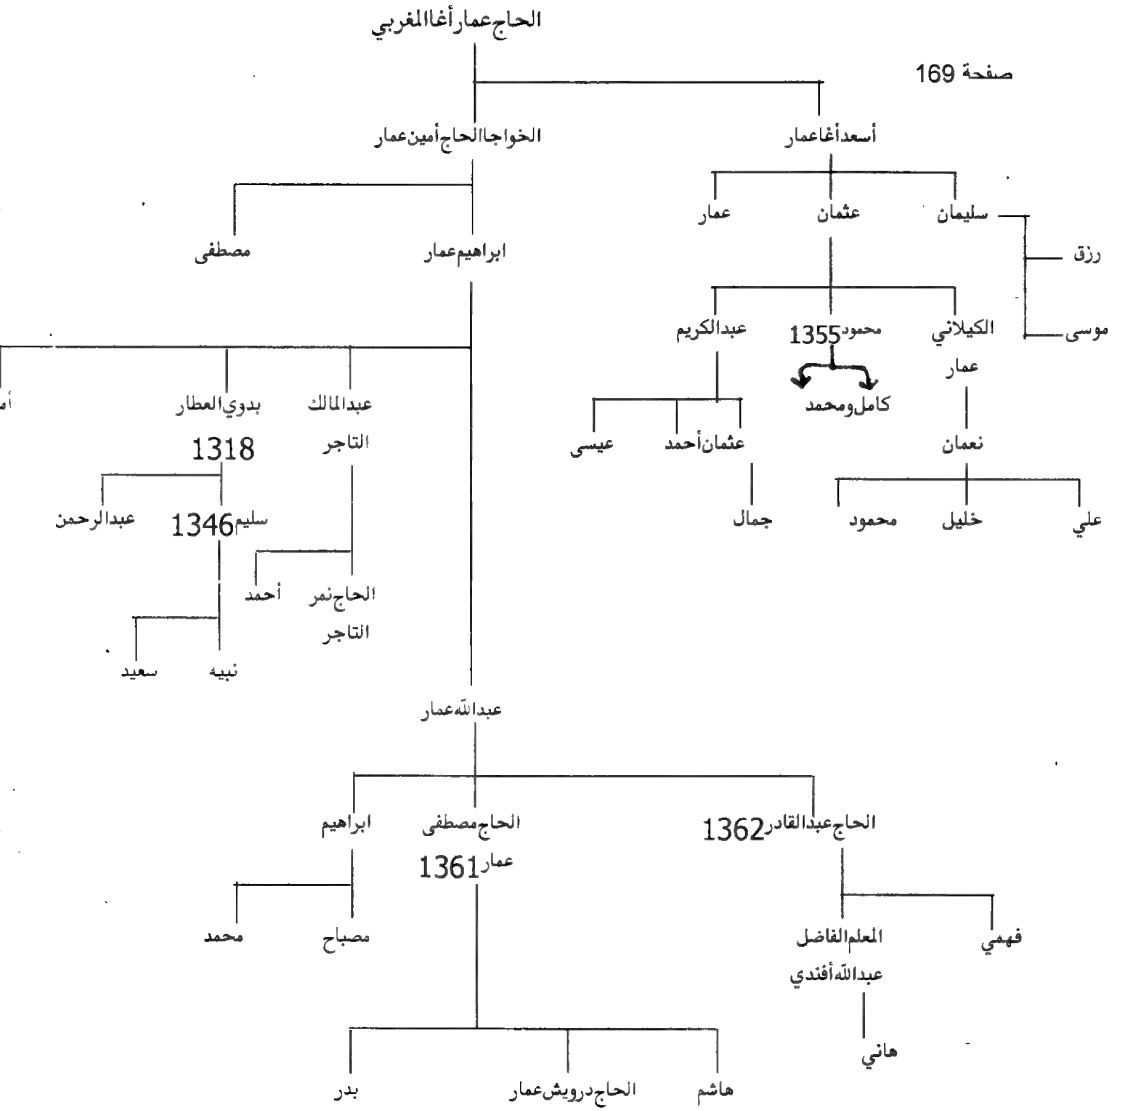 الحاج عمار أغا المغربي
صفحة 169
أسعد أغا عمار
الخواجا الحاج أمين عمار
سليمان
عثمان
عمار
رزق
ابراهيم عمار
مصطفى
موسى
الكيلاني
محمود 1355
عبدالكريم
عمار
كامل ومحمد
عبدالمالك
بدوي العطار
التاجر
1318
نعمان
عثمان أحمد
عيسى
علي
خليل
محمود
جمال
سليم 1346
عبدالرحمن
الحاج نمر
أحمد
التاجر
نبيه
سعيد
عبدالله عمار
الحاج عبدالقادر 1362
الحاج مصطفى
ابراهيم
عمار 1361
فهمي
المعلم الفاضل
مصباح
محمد
عبدالله أفندي
هاني
هاشم
الحاج درويش عمار
بدر